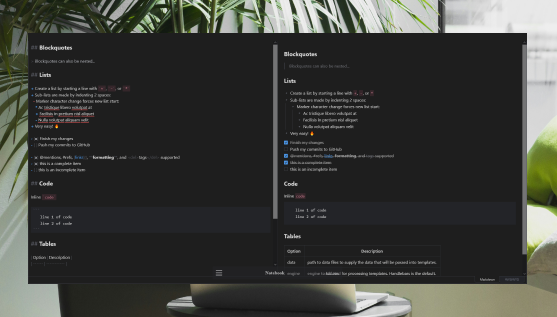 ## Blockquotes
Blockquotes can also be nested...
## Lists
+ Create a list by starting a line with `+`, `-`, or `*`
+ Sub-lists are made by indenting 2 spaces:
- Marker character change forces new list start:
* Ac tristique libero volutpat at
+ Facilisis in pretium nisl aliquet
- Nulla volutpat aliquam velit
+ Very easy! 🔥
Finish my changes
Push my commits to GitHub
@mentions, #refs, formatting, and tags supported
this is a complete item
this is an incomplete item
## Code
Inline `code`
line 1 of code
line 2 of code
## Tables
| Option | Description |
Blockquotes
Blockquotes can also be nested...
Lists
Create a list by starting a line with +, -, or *
Sub-lists are made by indenting 2 spaces:
Marker character change forces new list start:
Ac tristique libero volutpat at
Facilisis in pretium nisl aliquet
Nulla volutpat aliquam velit
Very easy! 🔥
Finish my changes
Push my commits to GitHub
@mentions, #refs, links, formatting, and tags supported
this is a complete item
this is an incomplete item
Code
Inline code
line 1 of code
line 2 of code
Tables
Option Description
data path to data files to supply the data that will be passed into templates.
engine engine to be used for processing templates. Handlebars is the default.
Notebook